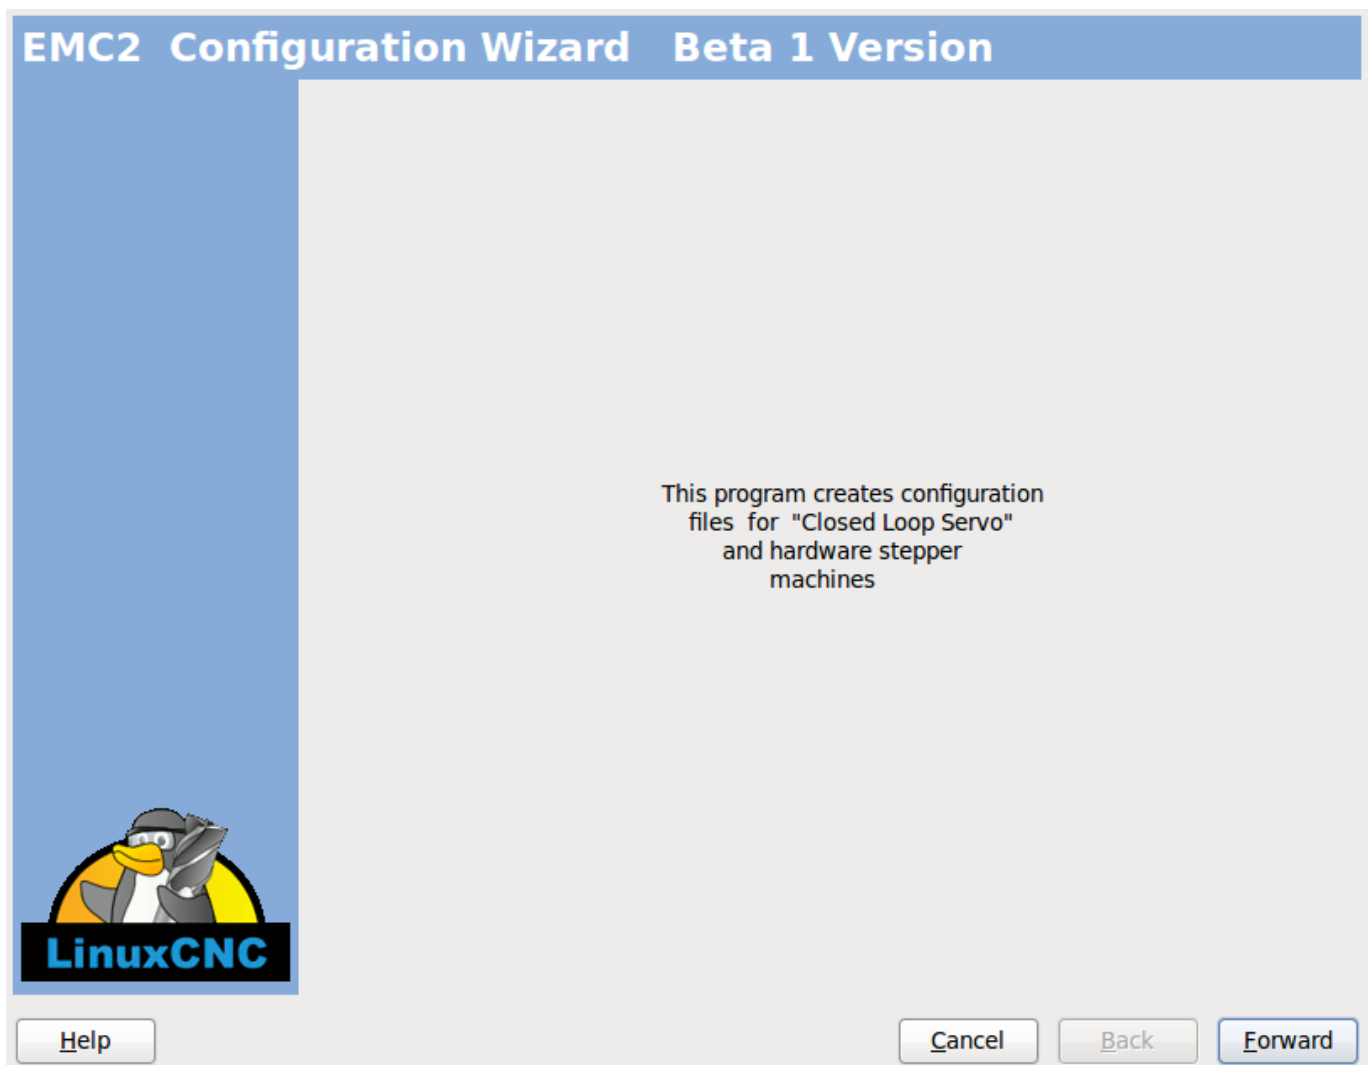 EMC2  Configuration Wizard   Beta 1 Version
This program creates configuration
files  for  "Closed Loop Servo"
and hardware stepper
machines
LinuxCNC
Help
Cancel
Back
Forward